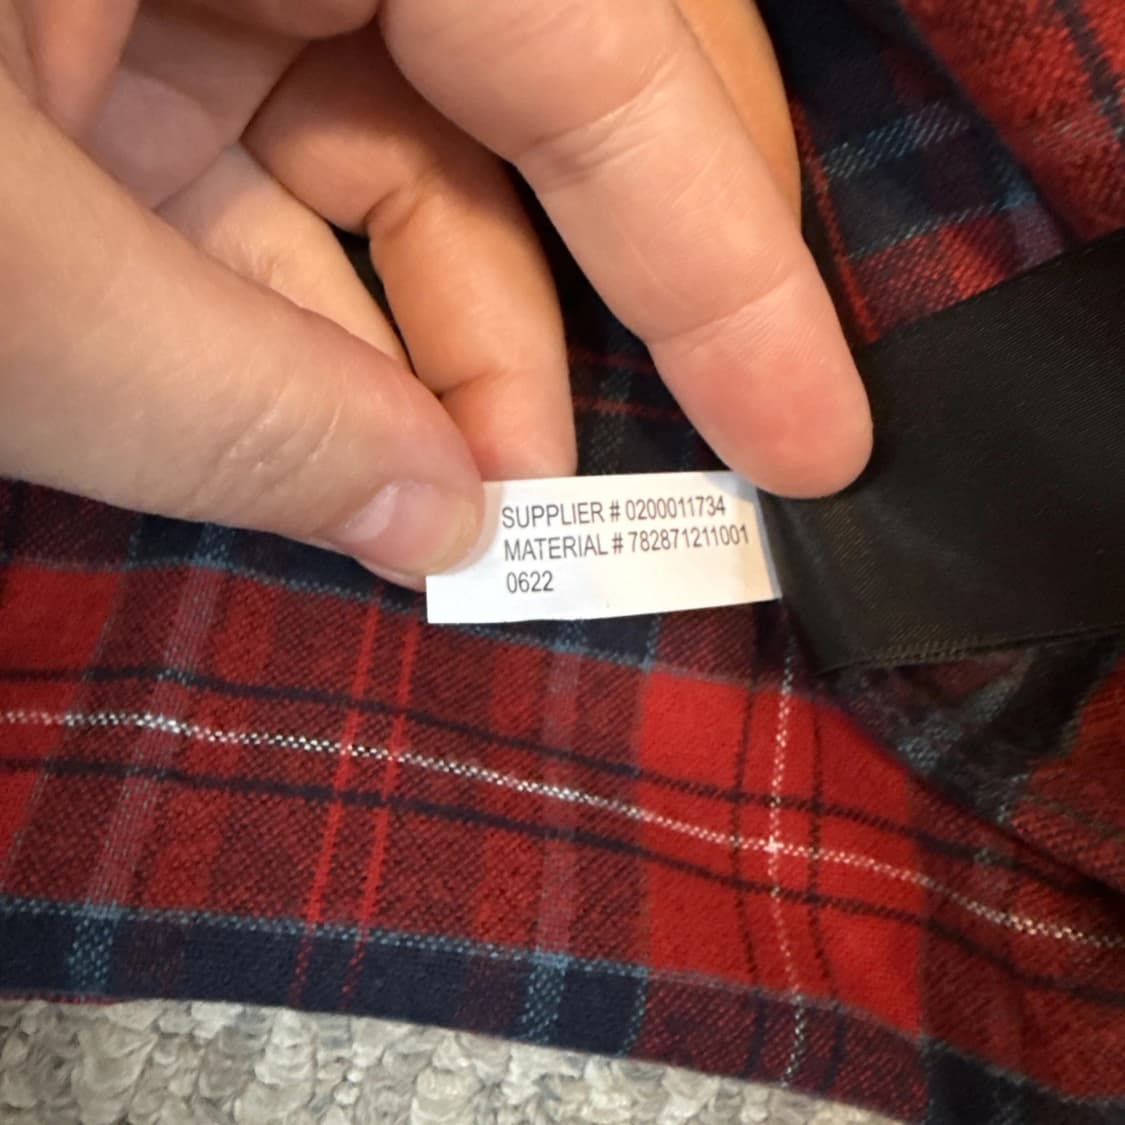 SUPPLIER # 0200011734
MATERIAL # 782871211001
0622